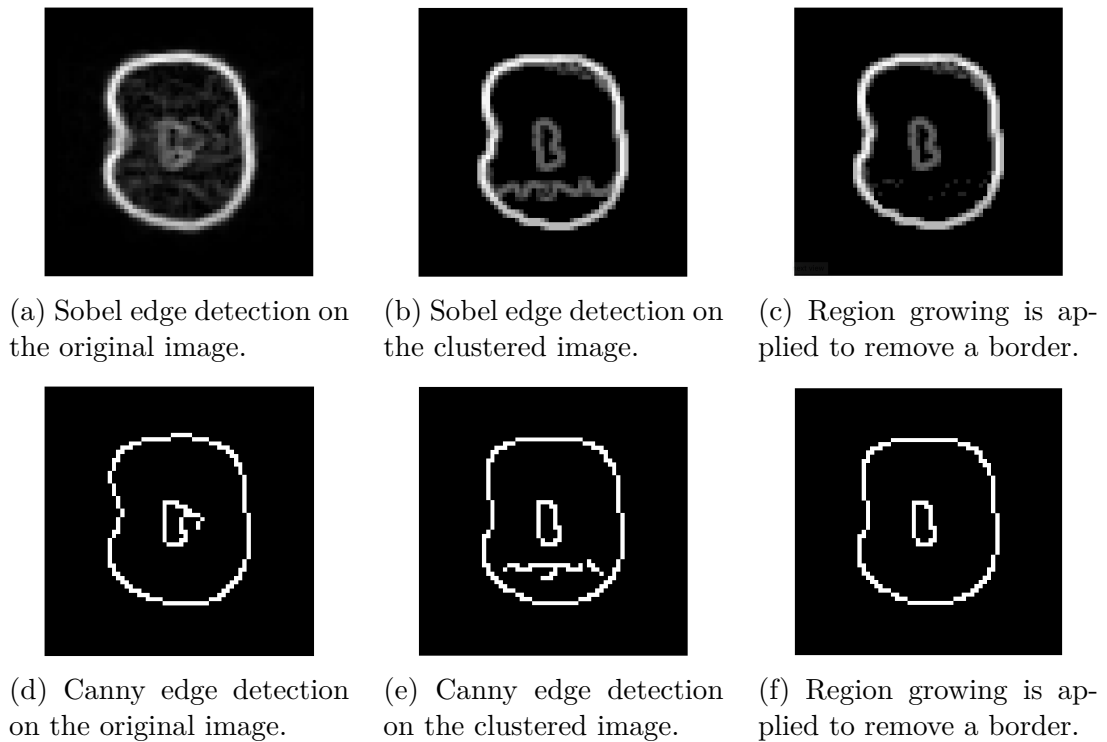 (a) Sobel edge detection on
the original image.
(b) Sobel edge detection on
the clustered image.
(c) Region growing is ap-
plied to remove a border.
(d) Canny edge detection
on the original image.
(e) Canny edge detection
on the clustered image.
(f) Region growing is ap-
plied to remove a border.